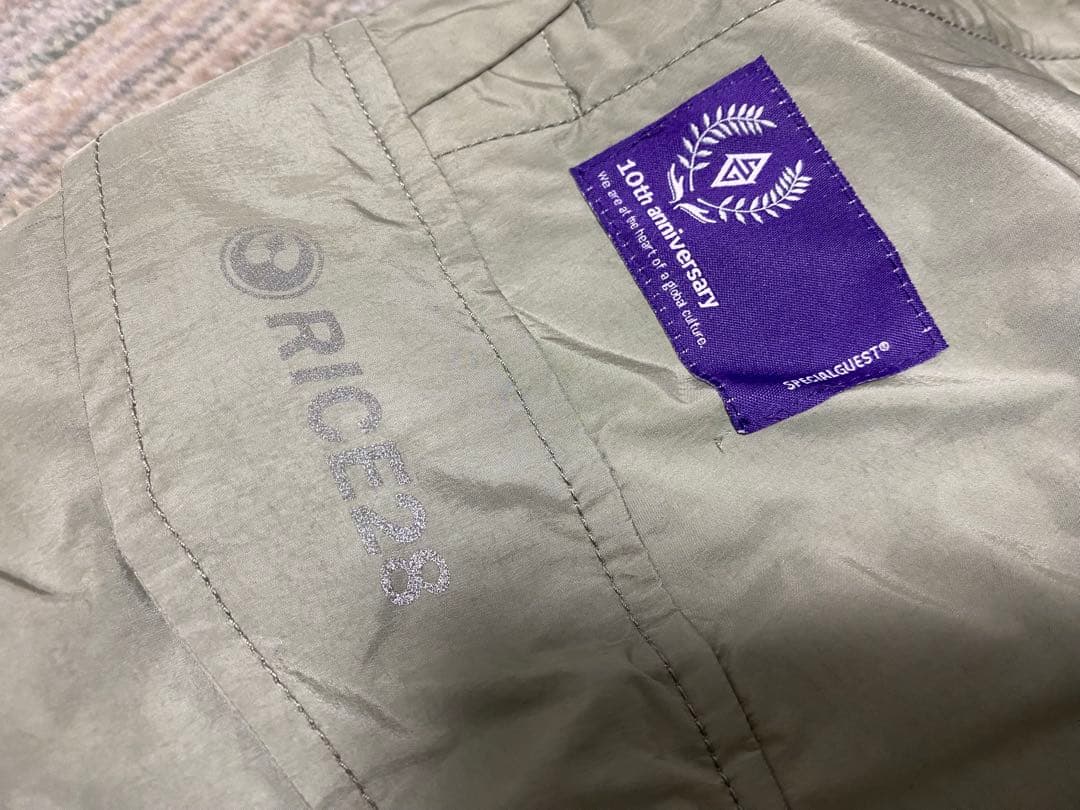 RICE28
10th anniversary
we are at the heart of a global culture.
SPECIALGUEST®